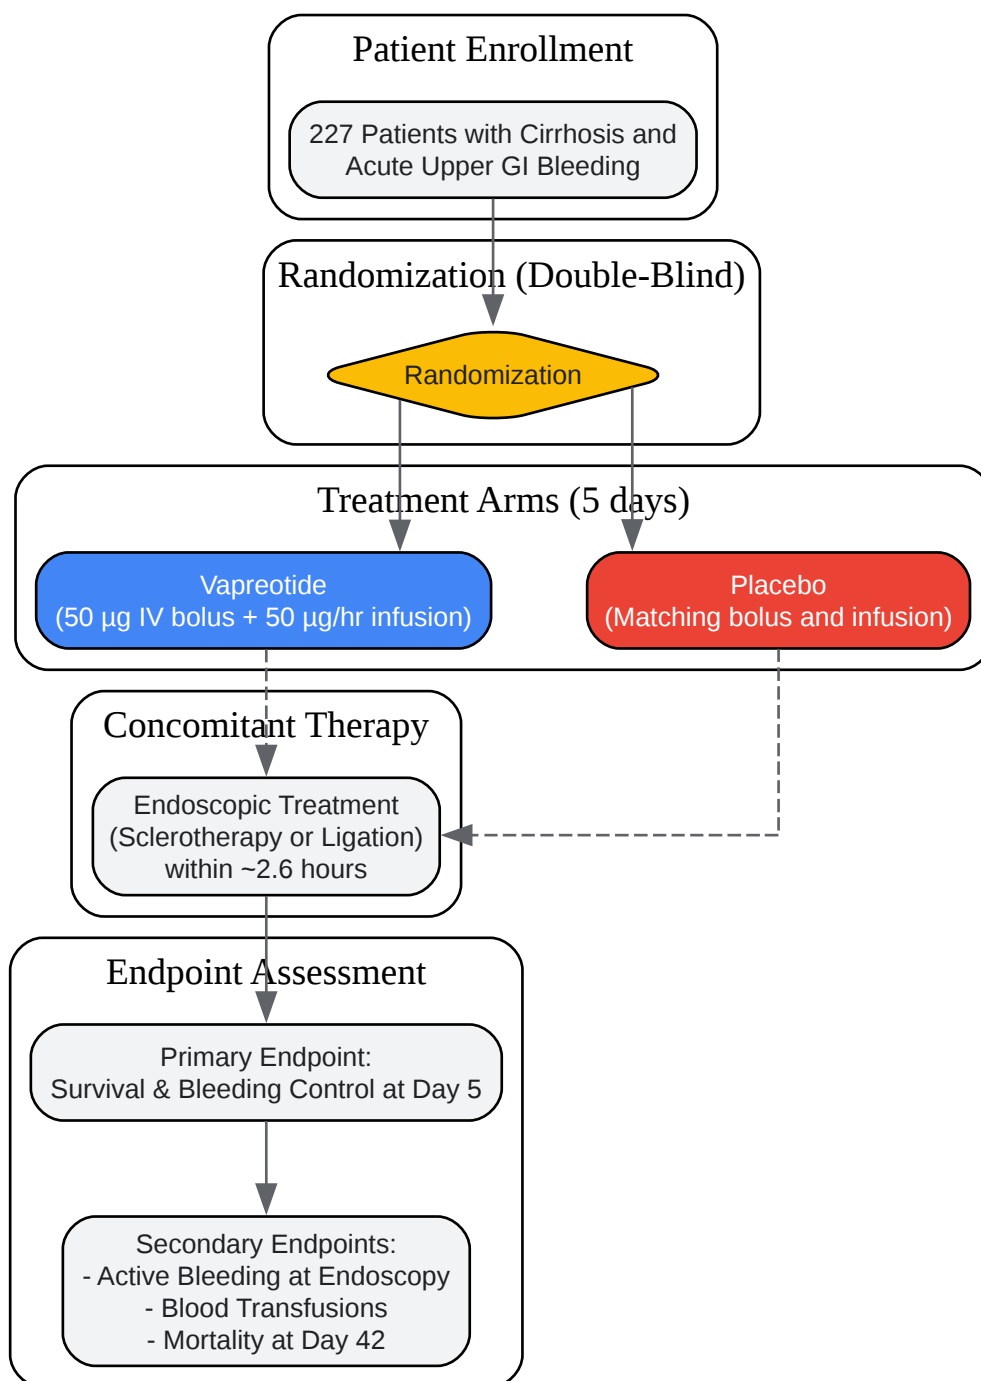 Patient Enrollment
227 Patients with Cirrhosis and
Acute Upper GI Bleeding
Randomization (Double-Blind)
Randomization
Treatment Arms (5 days)
Vapreotide
(50 µg IV bolus + 50 µg/hr infusion)
Placebo
(Matching bolus and infusion)
Concomitant Therapy
Endoscopic Treatment
(Sclerotherapy or Ligation)
within ~2.6 hours
Endpoint Assessment
Primary Endpoint:
Survival & Bleeding Control at Day 5
Secondary Endpoints:
- Active Bleeding at Endoscopy
- Blood Transfusions
- Mortality at Day 42